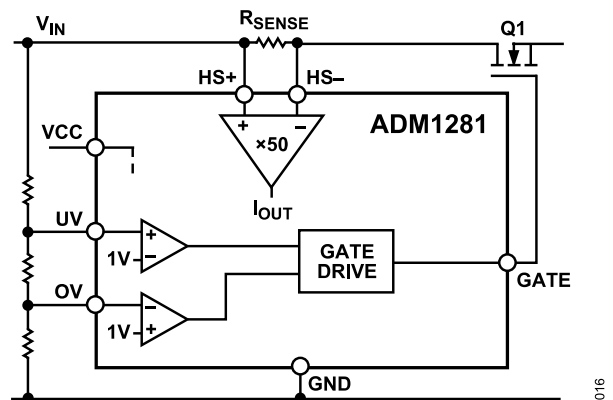 VIN
RSENSE
Q1
HS+
HS–
+
–
×50
ADM1281
VCC
IOUT
UV
+
1V
–
GATE
DRIVE
GATE
OV
–
1V
+
GND
016